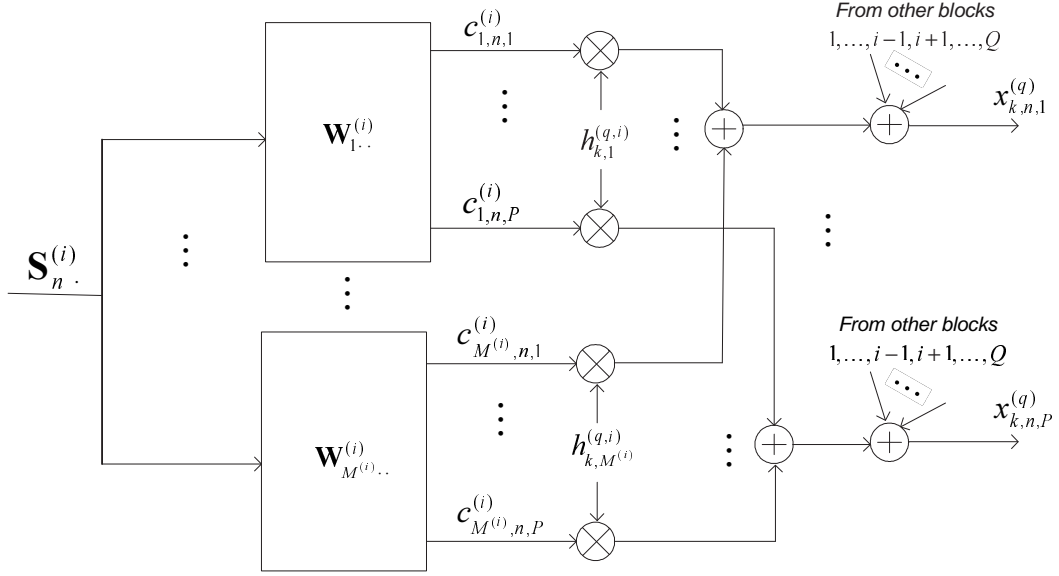 From other blocks
1,…,i−1,i+1,…,Q
c_{1,n,1}^{(i)}
x_{k,n,1}^{(q)}
W_{1··}^{(i)}
h_{k,1}^{(q,i)}
c_{1,n,P}^{(i)}
S_{n·}^{(i)}
From other blocks
1,…,i−1,i+1,…,Q
c_{M^{(i)},n,1}^{(i)}
x_{k,n,P}^{(q)}
W_{M^{(i)}··}^{(i)}
h_{k,M^{(i)}}^{(q,i)}
c_{M^{(i)},n,P}^{(i)}